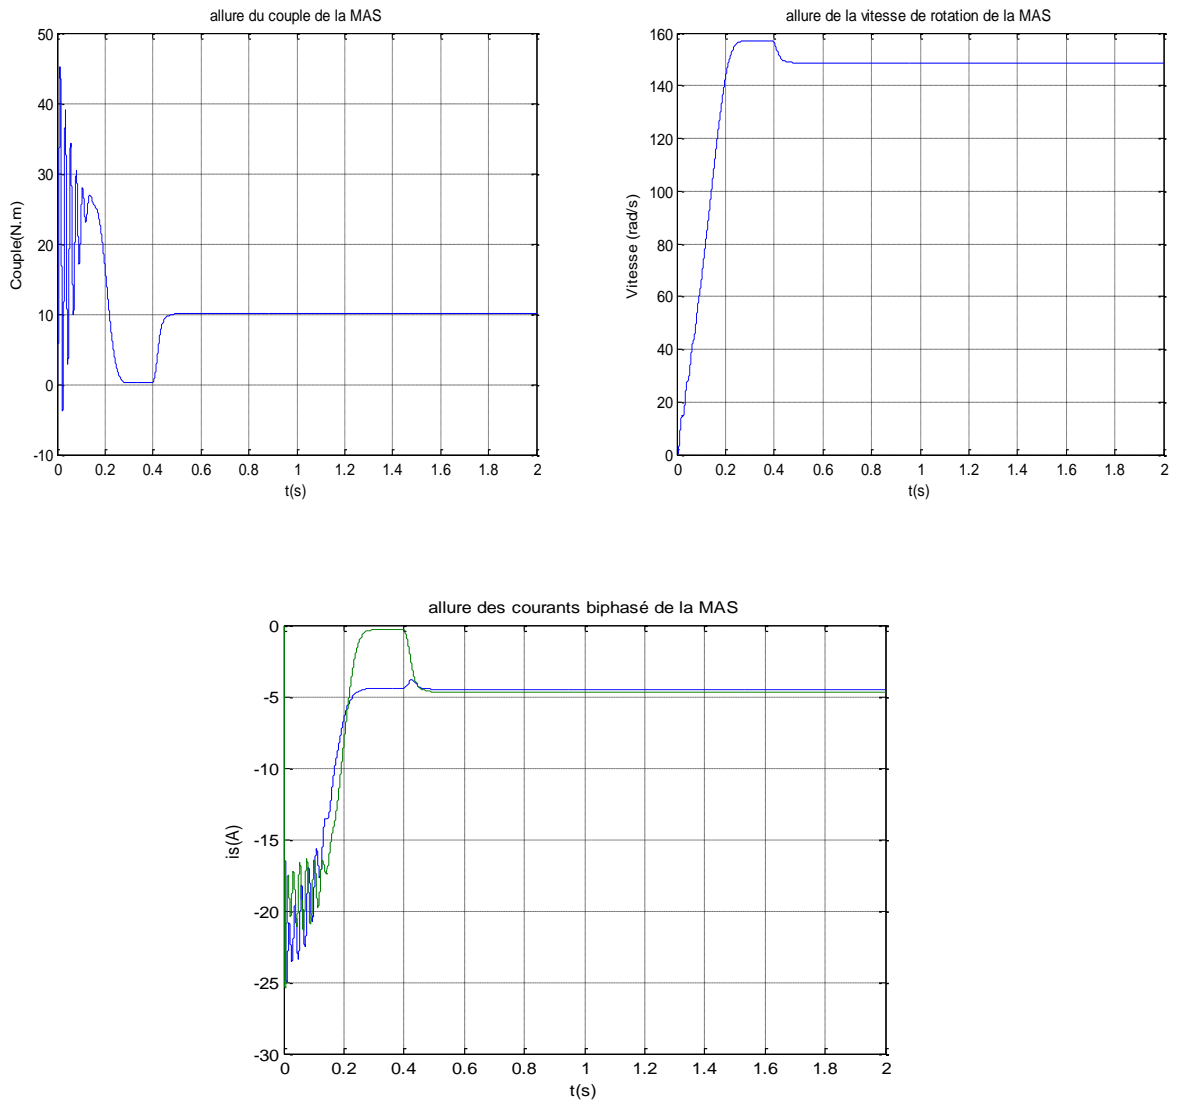 allure du couple de la MAS
50
40
30
20
10
0
-10
Couple(N.m)
0 0.2 0.4 0.6 0.8 1 1.2 1.4 1.6 1.8 2
t(s)
allure de la vitesse de rotation de la MAS
160
140
120
100
80
60
40
20
0
Vitesse (rad/s)
0 0.2 0.4 0.6 0.8 1 1.2 1.4 1.6 1.8 2
t(s)
allure des courants biphasé de la MAS
0
-5
-10
-15
-20
-25
-30
is(A)
0 0.2 0.4 0.6 0.8 1 1.2 1.4 1.6 1.8 2
t(s)